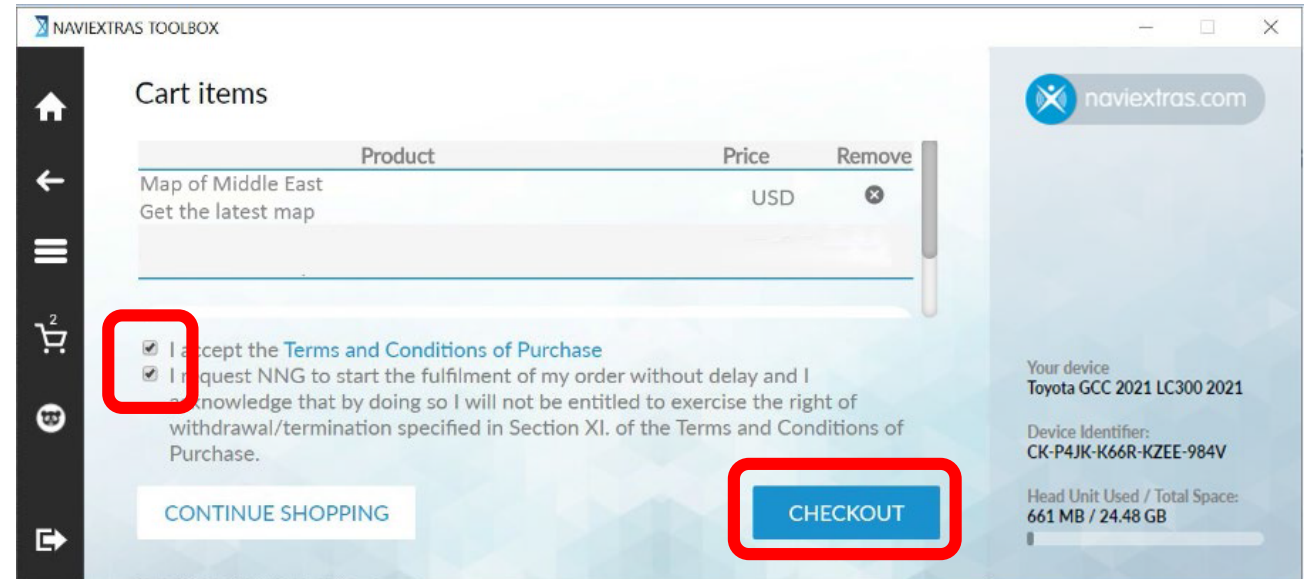 NAVIEXTRAS TOOLBOX
Cart items
naviextras.com
Product Price Remove
Map of Middle East
Get the latest map
USD
2
I accept the Terms and Conditions of Purchase
I request NNG to start the fulfilment of my order without delay and I
acknowledge that by doing so I will not be entitled to exercise the right of
withdrawal/termination specified in Section XI. of the Terms and Conditions of
Purchase.
CONTINUE SHOPPING
CHECKOUT
Your device
Toyota GCC 2021 LC300 2021
Device Identifier:
CK-P4JK-K66R-KZEE-984V
Head Unit Used / Total Space:
661 MB / 24.48 GB